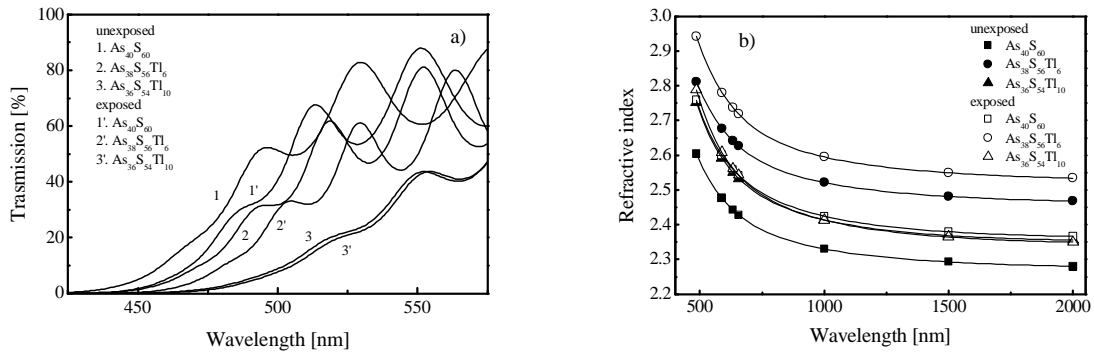 a)
unexposed
1. As40S60
2. As38S56Tl6
3. As36S54Tl10
exposed
1'. As40S60
2'. As38S56Tl6
3'. As36S54Tl10
1
1'
2
2'
3
3'
Trasmission [%]
100
80
60
40
20
0
450
500
550
Wavelength [nm]
b)
unexposed
As40S60
As38S56Tl6
As36S54Tl10
exposed
As40S60
As38S56Tl6
As36S54Tl10
Refractive index
3.0
2.9
2.8
2.7
2.6
2.5
2.4
2.3
2.2
500
1000
1500
2000
Wavelength [nm]